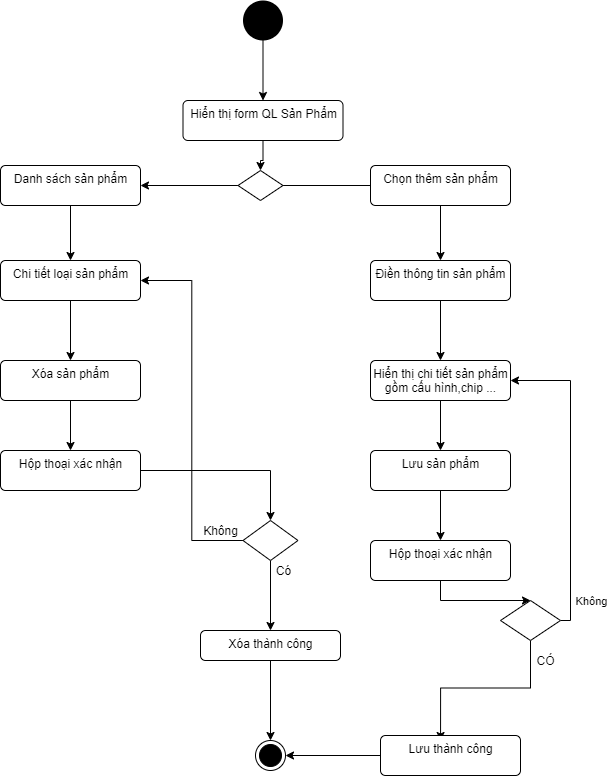 Hiển thị form QL Sản Phẩm
Danh sách sản phẩm
Chọn thêm sản phẩm
Chi tiết loại sản phẩm
Điền thông tin sản phẩm
Xóa sản phẩm
Hiển thị chi tiết sản phẩm
gồm cấu hình,chip ...
Hộp thoại xác nhận
Lưu sản phẩm
Không
Có
Hộp thoại xác nhận
Không
Xóa thành công
CÓ
Lưu thành công